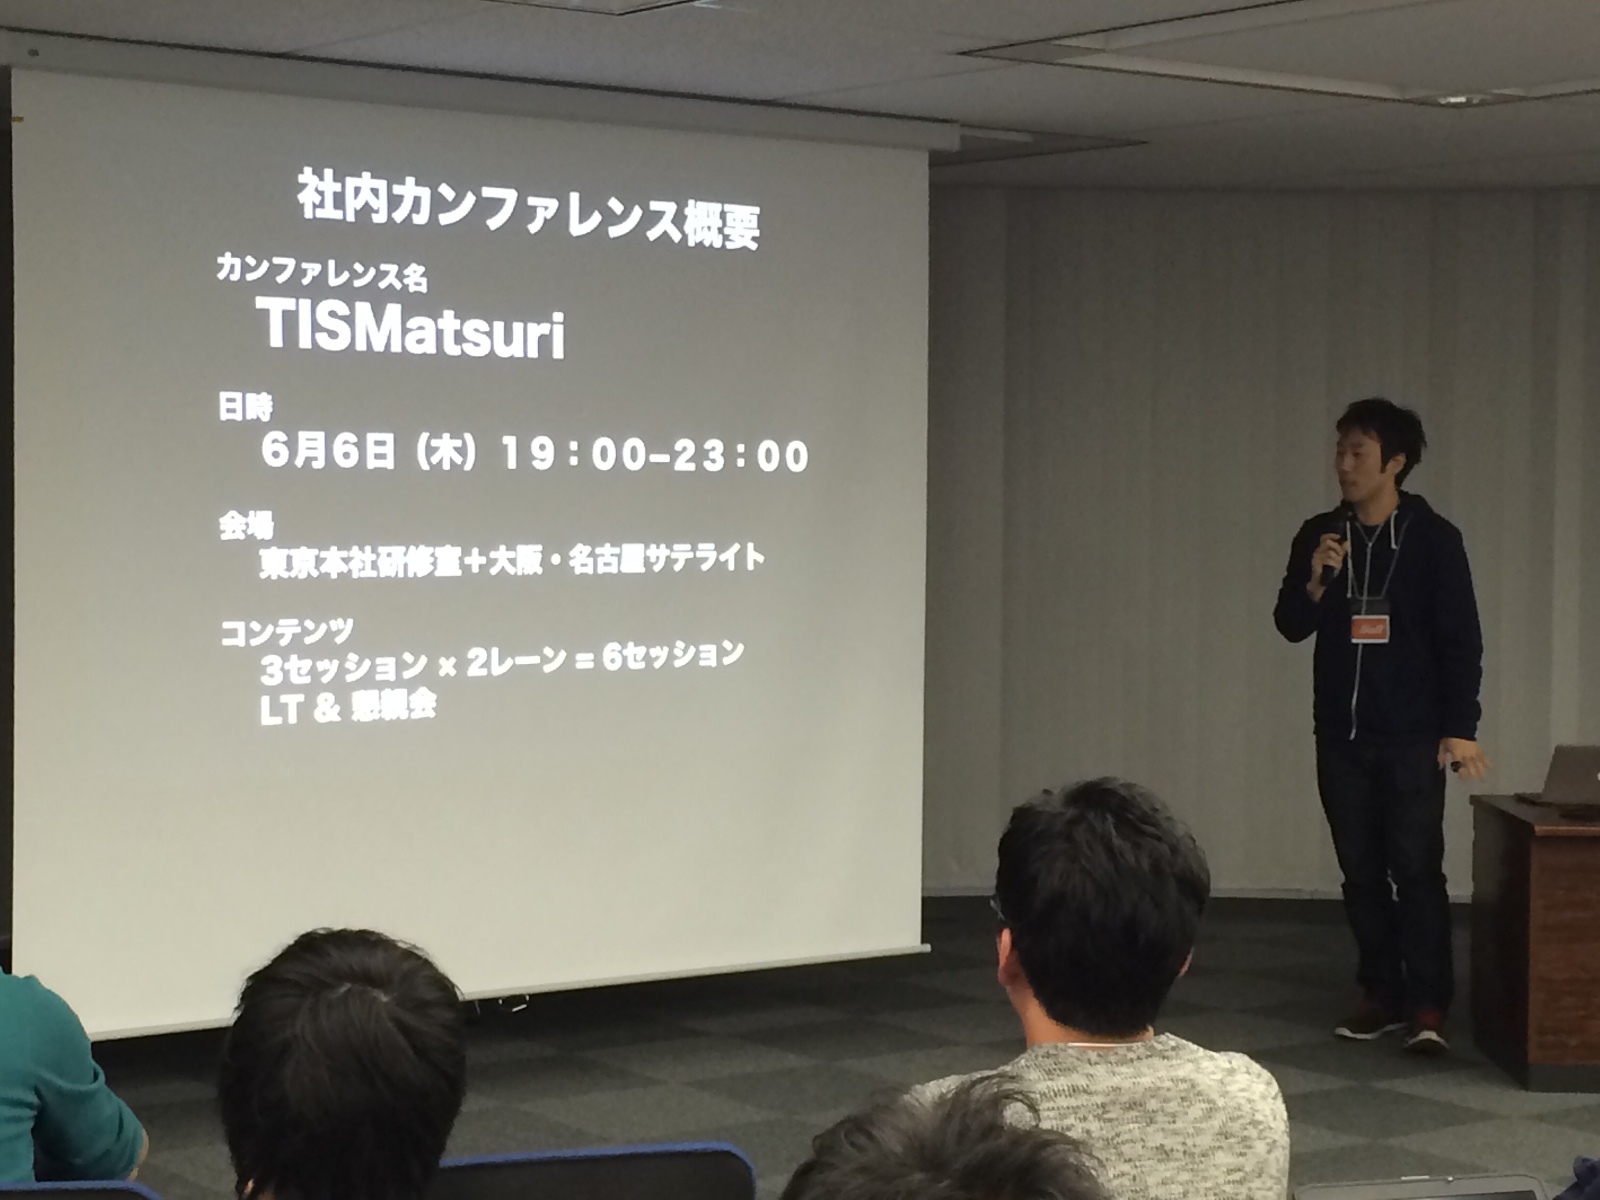 社内カンファレンス概要
カンファレンス名
TISMatsuri
日時
6月6日（木）19：00−23：00
会場
東京本社研修室＋大阪・名古屋サテライト
コンテンツ
3セッション × 2レーン = 6セッション
LT & 懇親会